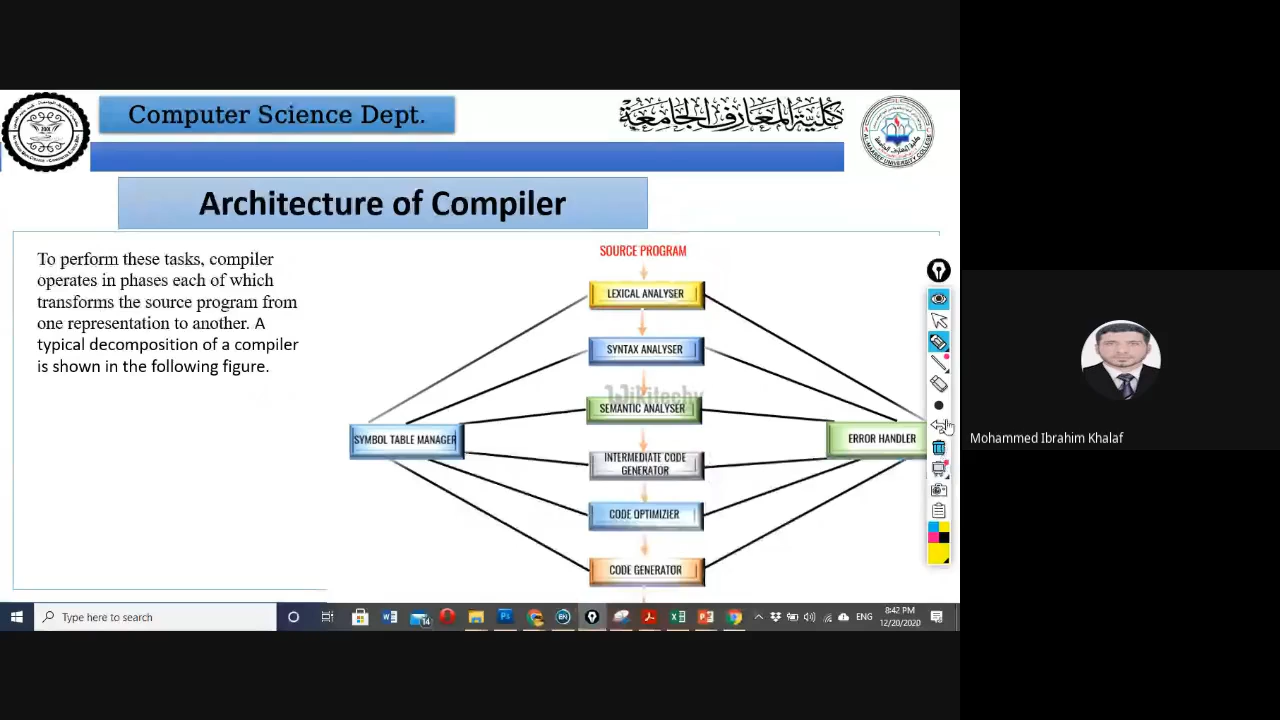 Computer Science Dept.
كلية المعارف الجامعة
Architecture of Compiler
To perform these tasks, compiler
operates in phases each of which
transforms the source program from
one representation to another. A
typical decomposition of a compiler
is shown in the following figure.
SOURCE PROGRAM
LEXICAL ANALYSER
SYNTAX ANALYSER
Wikitechy
SEMANTIC ANALYSER
SYMBOL TABLE MANAGER
ERROR HANDLER
INTERMEDIATE CODE
GENERATOR
CODE OPTIMIZIER
CODE GENERATOR
Mohammed Ibrahim Khalaf
Type here to search
14
ENG
8:42 PM
12/20/2020